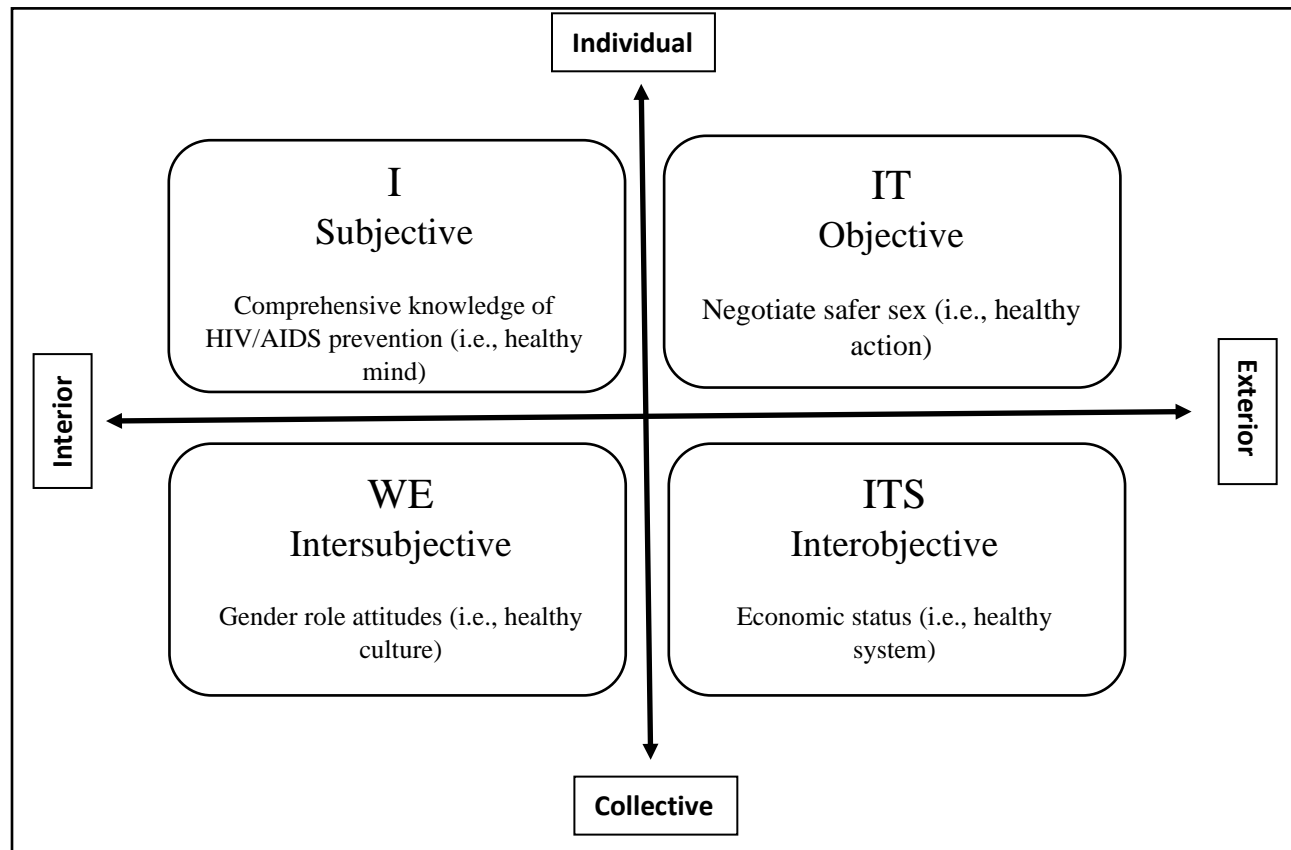 Individual
I
Subjective
Comprehensive knowledge of
HIV/AIDS prevention (i.e., healthy
mind)
IT
Objective
Negotiate safer sex (i.e., healthy
action)
Interior
Exterior
WE
Intersubjective
Gender role attitudes (i.e., healthy
culture)
ITS
Interobjective
Economic status (i.e., healthy
system)
Collective